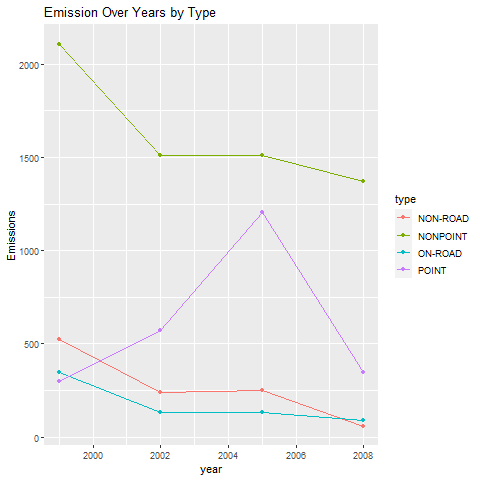 Emission Over Years by Type
2000
1500
1000
500
0
Emissions
2000
2002
2004
2006
2008
year
type
NON-ROAD
NONPOINT
ON-ROAD
POINT